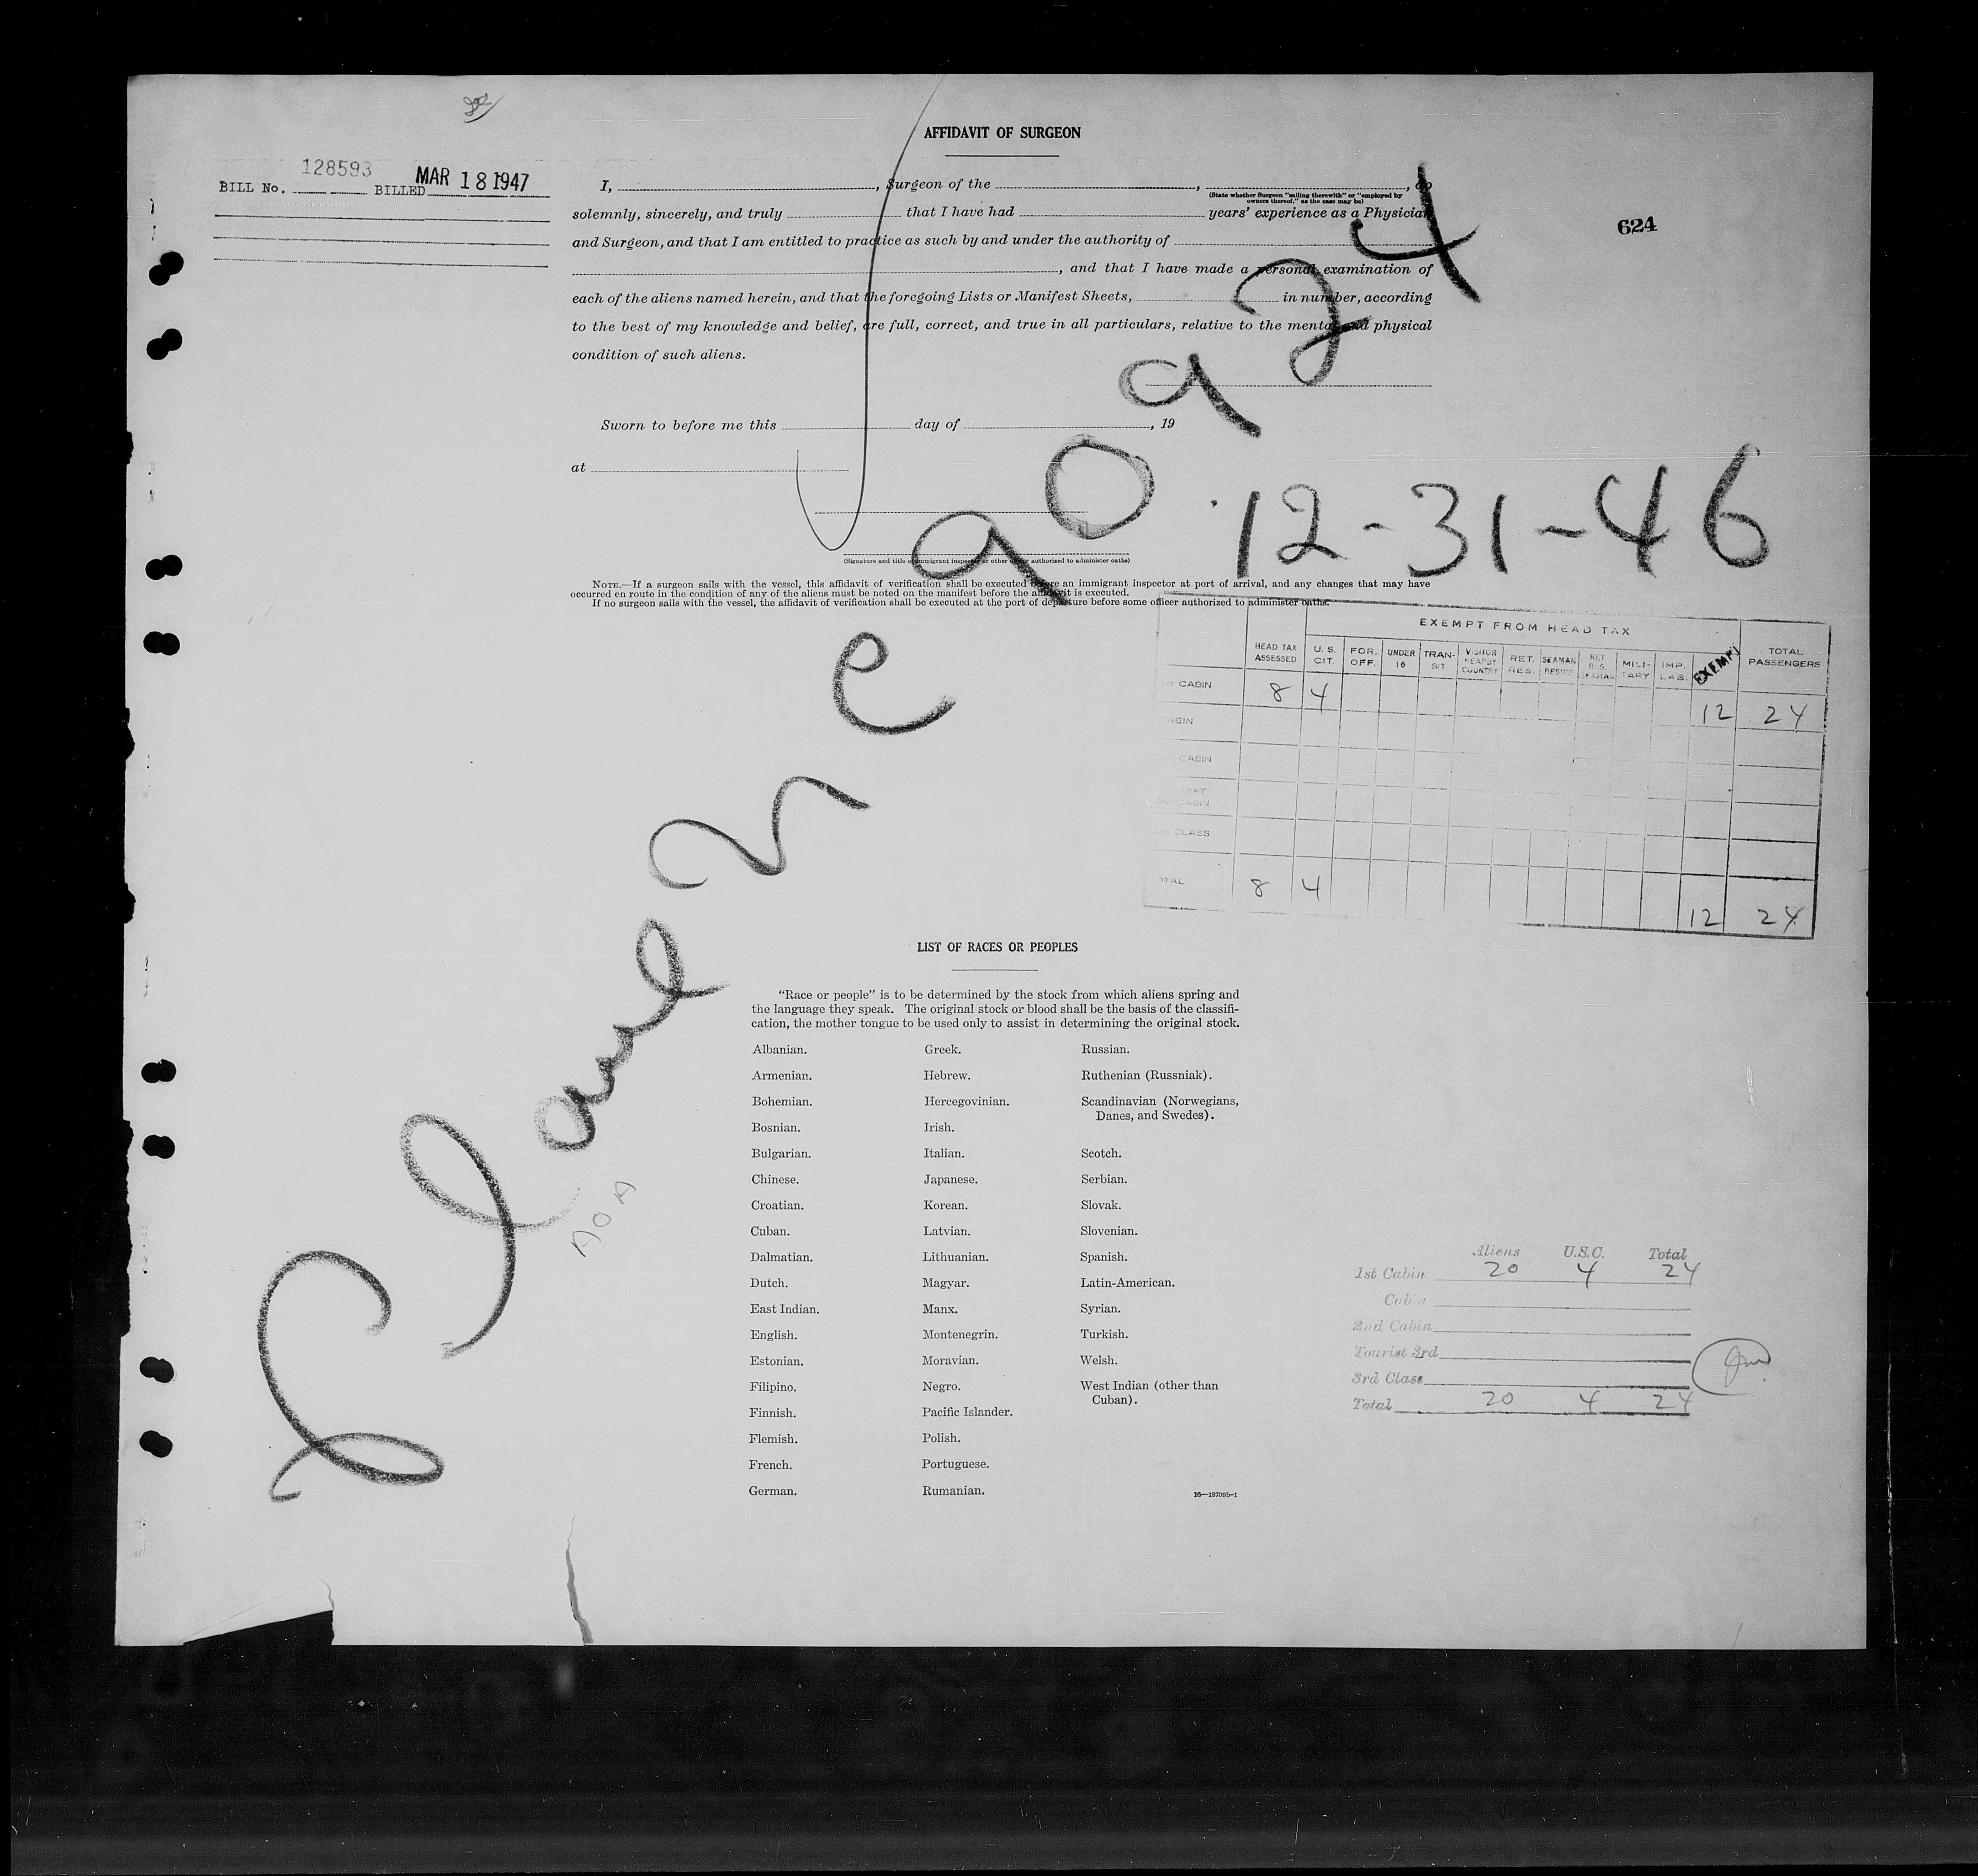 AFFIDAVIT OF SURGEON
128593
MAR 18 1947
BILL No. BILLED
624
I, , Surgeon of the , , do
(State whether Surgeon "sailing therewith" or "employed by
owners thereof," as the case may be)
solemnly, sincerely, and truly that I have had years' experience as a Physician
and Surgeon, and that I am entitled to practice as such by and under the authority of
, and that I have made a personal examination of
each of the aliens named herein, and that the foregoing Lists or Manifest Sheets, in number, according
to the best of my knowledge and belief, are full, correct, and true in all particulars, relative to the mental and physical
condition of such aliens.
Sworn to before me this day of , 19
at
(Signature and title of immigrant inspector or other officer authorized to administer oaths)
NOTE.—If a surgeon sails with the vessel, this affidavit of verification shall be executed before an immigrant inspector at port of arrival, and any changes that may have
occurred en route in the condition of any of the aliens must be noted on the manifest before the affidavit is executed.
If no surgeon sails with the vessel, the affidavit of verification shall be executed at the port of departure before some officer authorized to administer oaths.
24
12-31-46
AOA
EXEMPT FROM HEAD TAX
HEAD TAX ASSESSED U. S. CIT. FOR. OFF. UNDER 16 TRAN- SIT VISITOR NEARBY COUNTRY RET. RES. SEAMAN RESHIP RET. RES. SEAMAN MILI- TARY IMP. LAB. EXEMPT TOTAL PASSENGERS
CABIN 8 4 12 24
CABIN
CABIN
CABIN
CLASS
TOTAL 8 4 12 24
LIST OF RACES OR PEOPLES
"Race or people" is to be determined by the stock from which aliens spring and
the language they speak. The original stock or blood shall be the basis of the classifi-
cation, the mother tongue to be used only to assist in determining the original stock.
Albanian.
Armenian.
Bohemian.
Bosnian.
Bulgarian.
Chinese.
Croatian.
Cuban.
Dalmatian.
Dutch.
East Indian.
English.
Estonian.
Filipino.
Finnish.
Flemish.
French.
German.
Greek.
Hebrew.
Hercegovinian.
Irish.
Italian.
Japanese.
Korean.
Latvian.
Lithuanian.
Magyar.
Manx.
Montenegrin.
Moravian.
Negro.
Pacific Islander.
Polish.
Portuguese.
Rumanian.
Russian.
Ruthenian (Russniak).
Scandinavian (Norwegians,
Danes, and Swedes).
Scotch.
Serbian.
Slovak.
Slovenian.
Spanish.
Latin-American.
Syrian.
Turkish.
Welsh.
West Indian (other than
Cuban).
16—18709b-1
Aliens U.S.C. Total
1st Cabin 20 4 24
Cabin
2nd Cabin
Tourist 3rd
3rd Class
Total 20 4 24